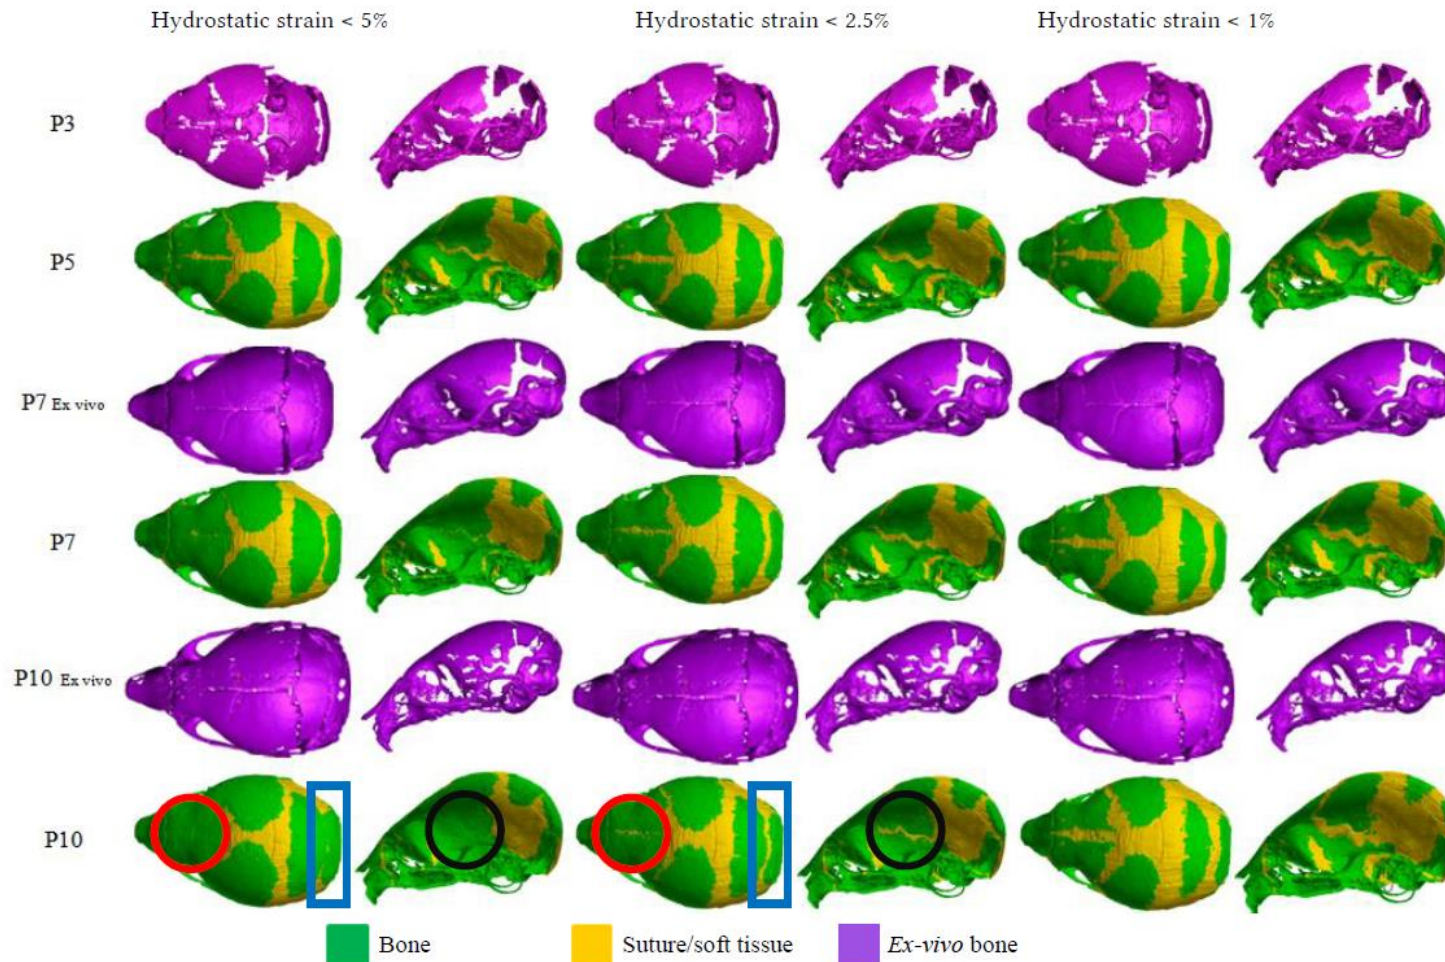 Hydrostatic strain < 5% Hydrostatic strain < 2.5% Hydrostatic strain < 1%
P3
P5
P7 Ex vivo
P7
P10 Ex vivo
P10
Bone Suture/soft tissue Ex-vivo bone